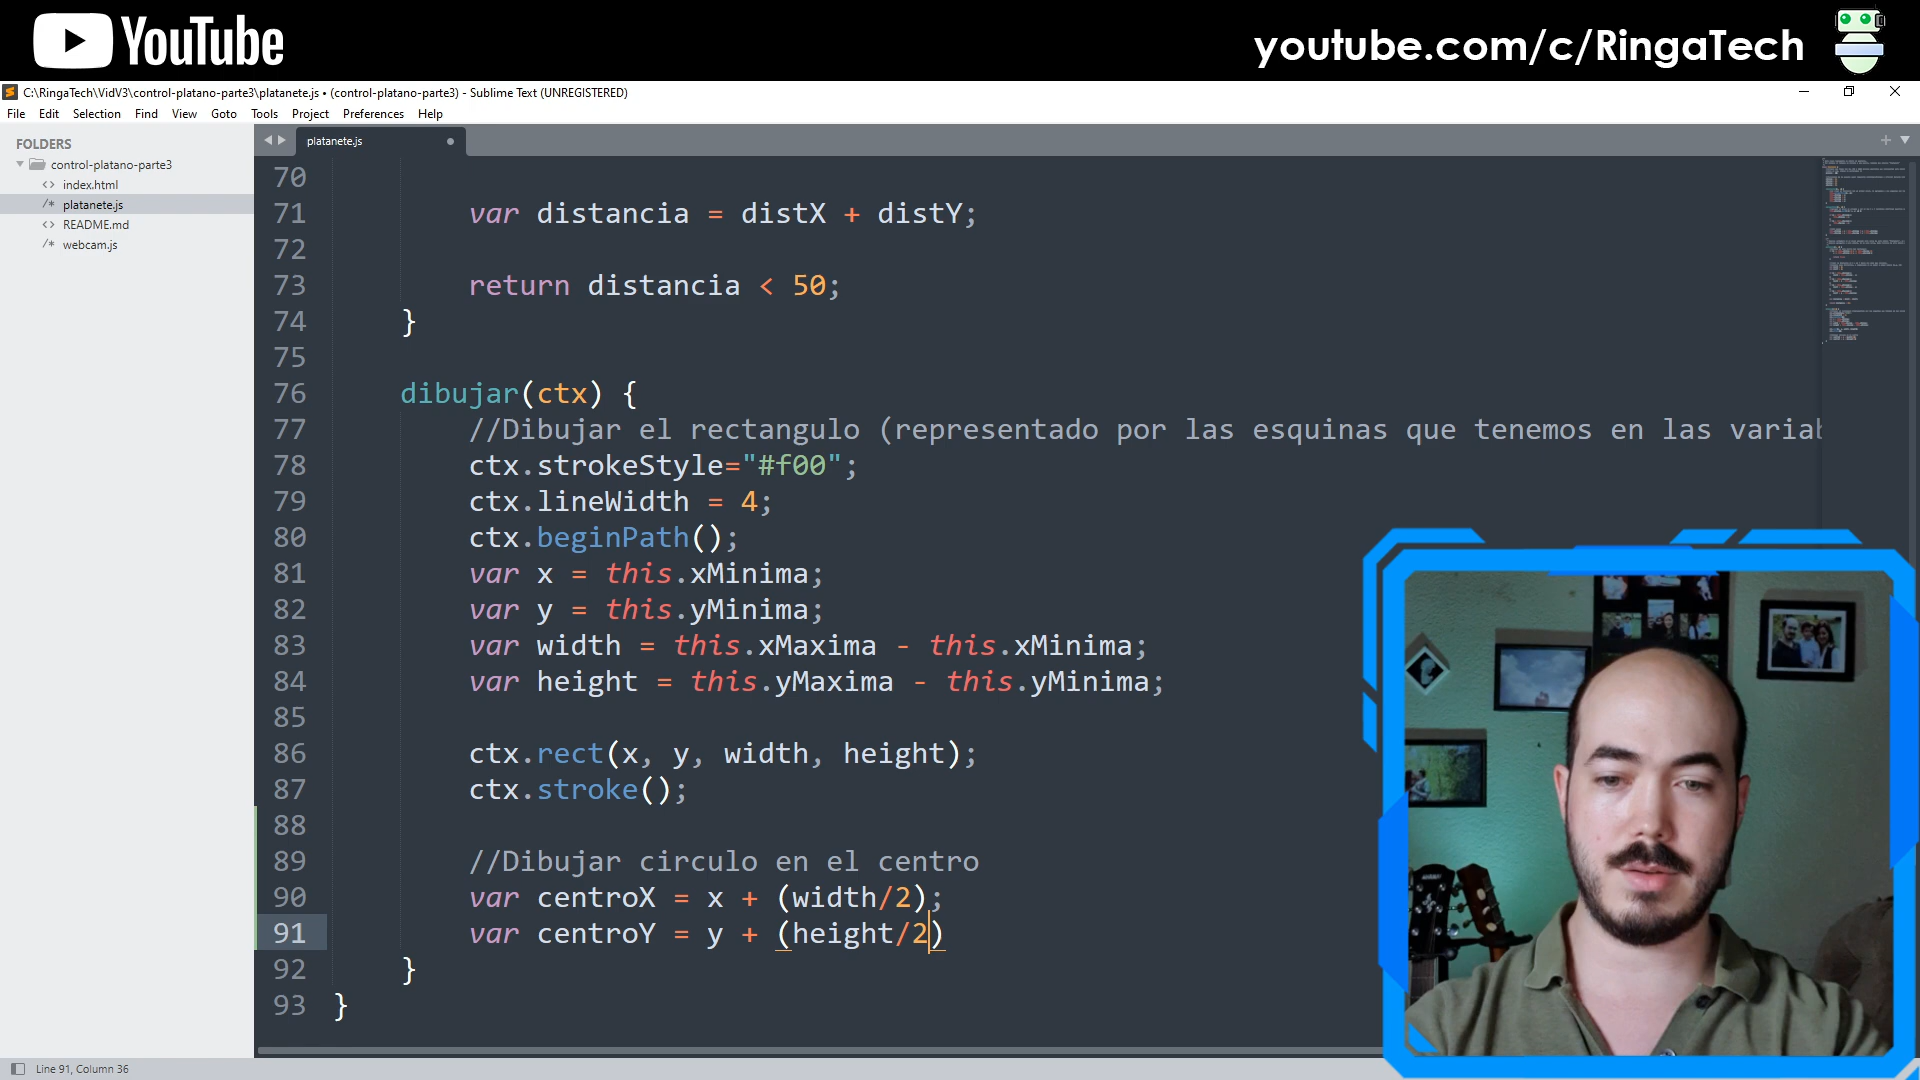 YouTube
youtube.com/c/RingaTech
C:\RingaTech\VidV3\control-platano-parte3\platanete.js • (control-platano-parte3) - Sublime Text (UNREGISTERED)
File Edit Selection Find View Goto Tools Project Preferences Help
FOLDERS
control-platano-parte3
index.html
platanete.js
README.md
webcam.js
platanete.js
70
71 var distancia = distX + distY;
72
73 return distancia < 50;
74 }
75
76 dibujar(ctx) {
77 //Dibujar el rectangulo (representado por las esquinas que tenemos en las variab
78 ctx.strokeStyle="#f00";
79 ctx.lineWidth = 4;
80 ctx.beginPath();
81 var x = this.xMinima;
82 var y = this.yMinima;
83 var width = this.xMaxima - this.xMinima;
84 var height = this.yMaxima - this.yMinima;
85
86 ctx.rect(x, y, width, height);
87 ctx.stroke();
88
89 //Dibujar circulo en el centro
90 var centroX = x + (width/2);
91 var centroY = y + (height/2)
92 }
93 }
Line 91, Column 36